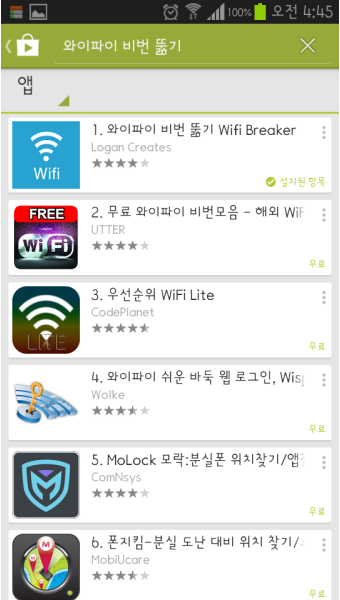 100% 오전 4:45
와이파이 비번 뚫기
앱
1. 와이파이 비번 뚫기 Wifi Breaker
Logan Creates
Wifi
설치된 항목
FREE
WiFi
2. 무료 와이파이 비번모음 – 해외 WiF
UTTER
무료
3. 우선순위 WiFi Lite
CodePlanet
LITE
무료
4. 와이파이 쉬운 바둑 웹 로그인, Wisp
Wolke
무료
5. MoLock 모락:분실폰 위치찾기/앱
ComNsys
무료
6. 폰지킴-분실 도난 대비 위치 찾기/
MobiUcare
무료